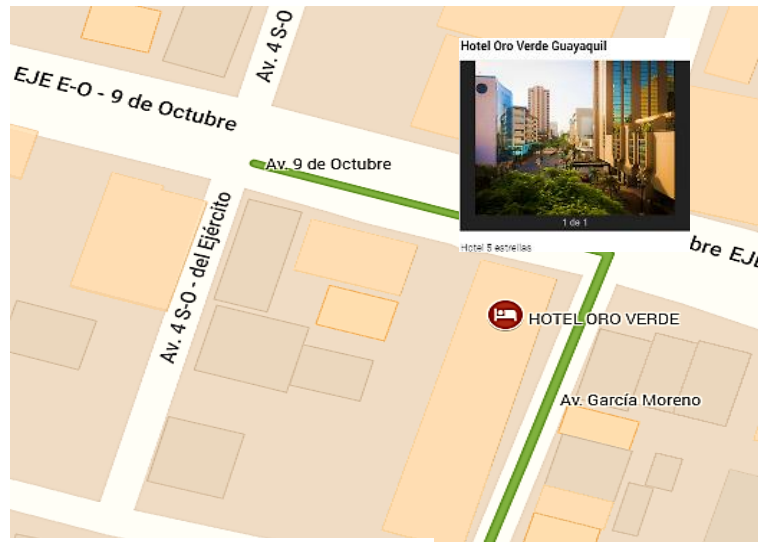 Av. 4 S-O
Hotel Oro Verde Guayaquil
EJE E-O - 9 de Octubre
Av. 9 de Octubre
1 de 1
Hotel 5 estrellas
bre EJE
Av. 4 S-O - del Ejército
HOTEL ORO VERDE
Av. García Moreno